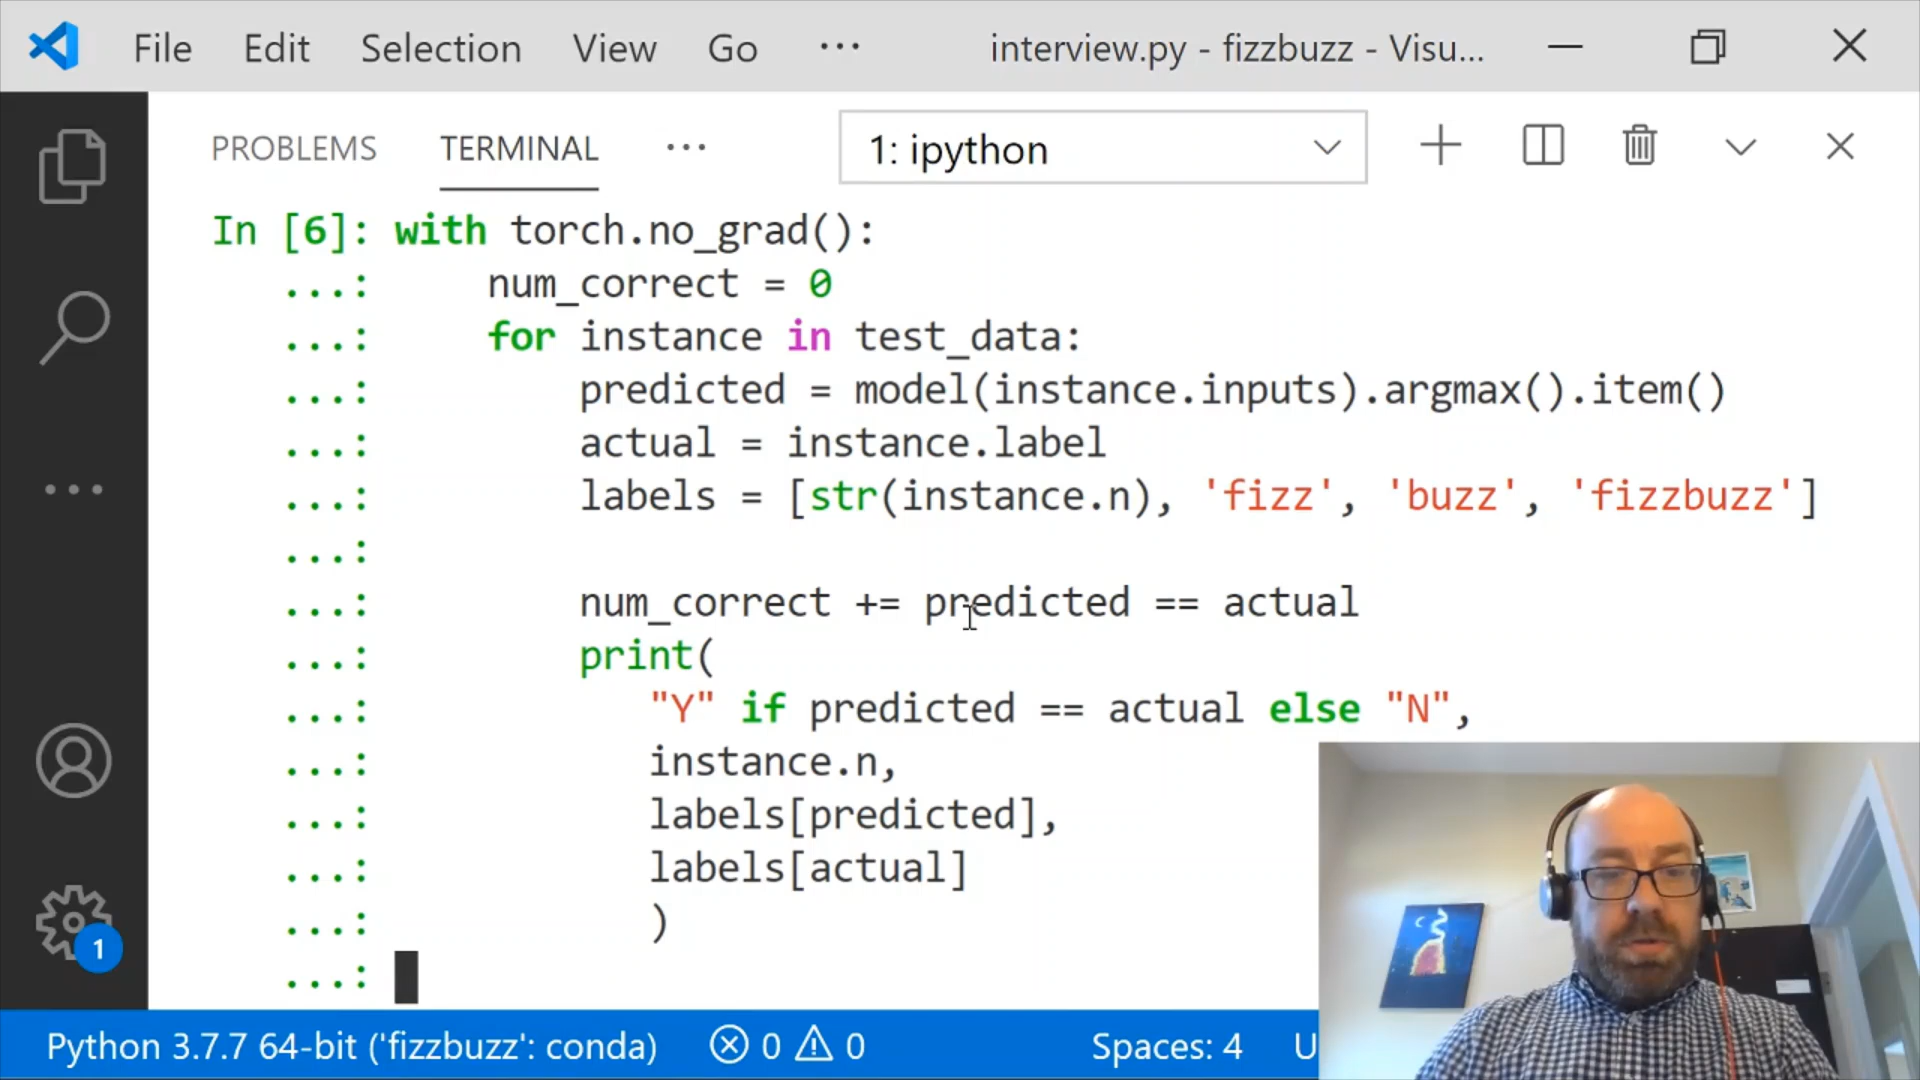 File Edit Selection View Go ··· interview.py - fizzbuzz - Visu...
PROBLEMS TERMINAL ··· 1: ipython
In [6]: with torch.no_grad():
...: num_correct = 0
...: for instance in test_data:
...: predicted = model(instance.inputs).argmax().item()
...: actual = instance.label
...: labels = [str(instance.n), 'fizz', 'buzz', 'fizzbuzz']
...:
...: num_correct += predicted == actual
...: print(
...: "Y" if predicted == actual else "N",
...: instance.n,
...: labels[predicted],
...: labels[actual]
...: )
...:
1
Python 3.7.7 64-bit ('fizzbuzz': conda) 0 0 Spaces: 4 U